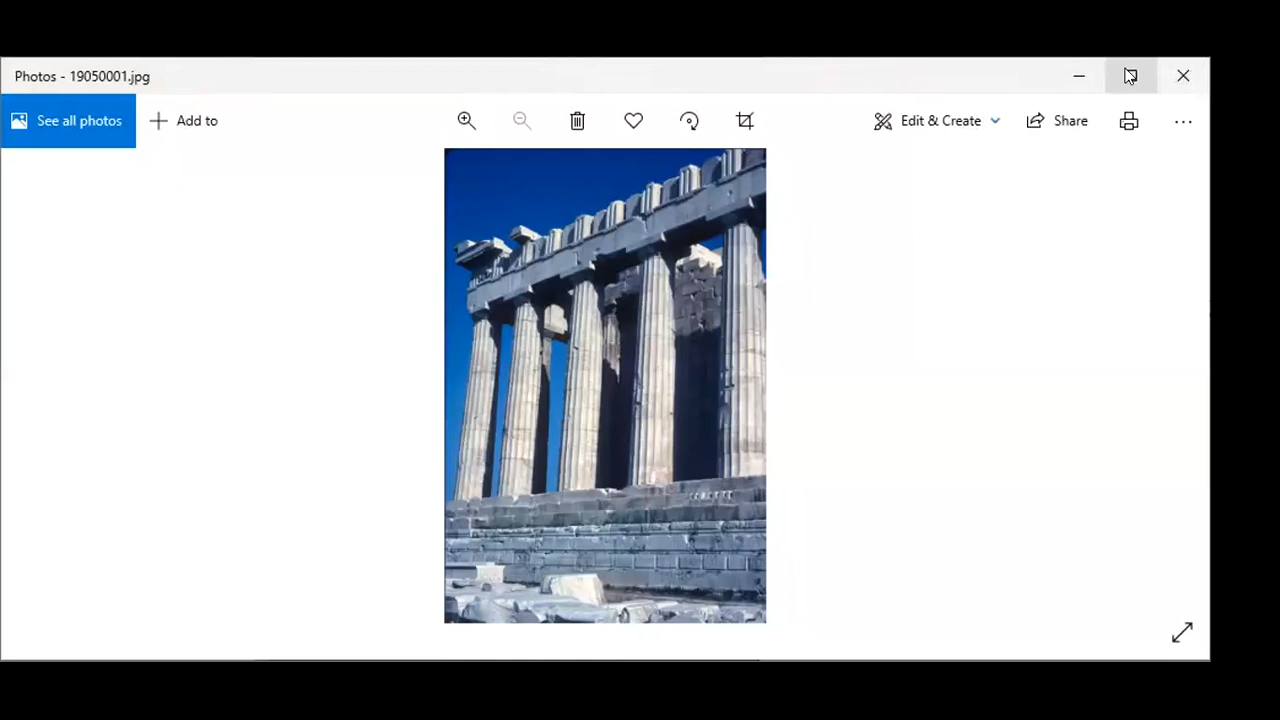 Photos - 19050001.jpg
See all photos
Add to
Edit & Create
Share